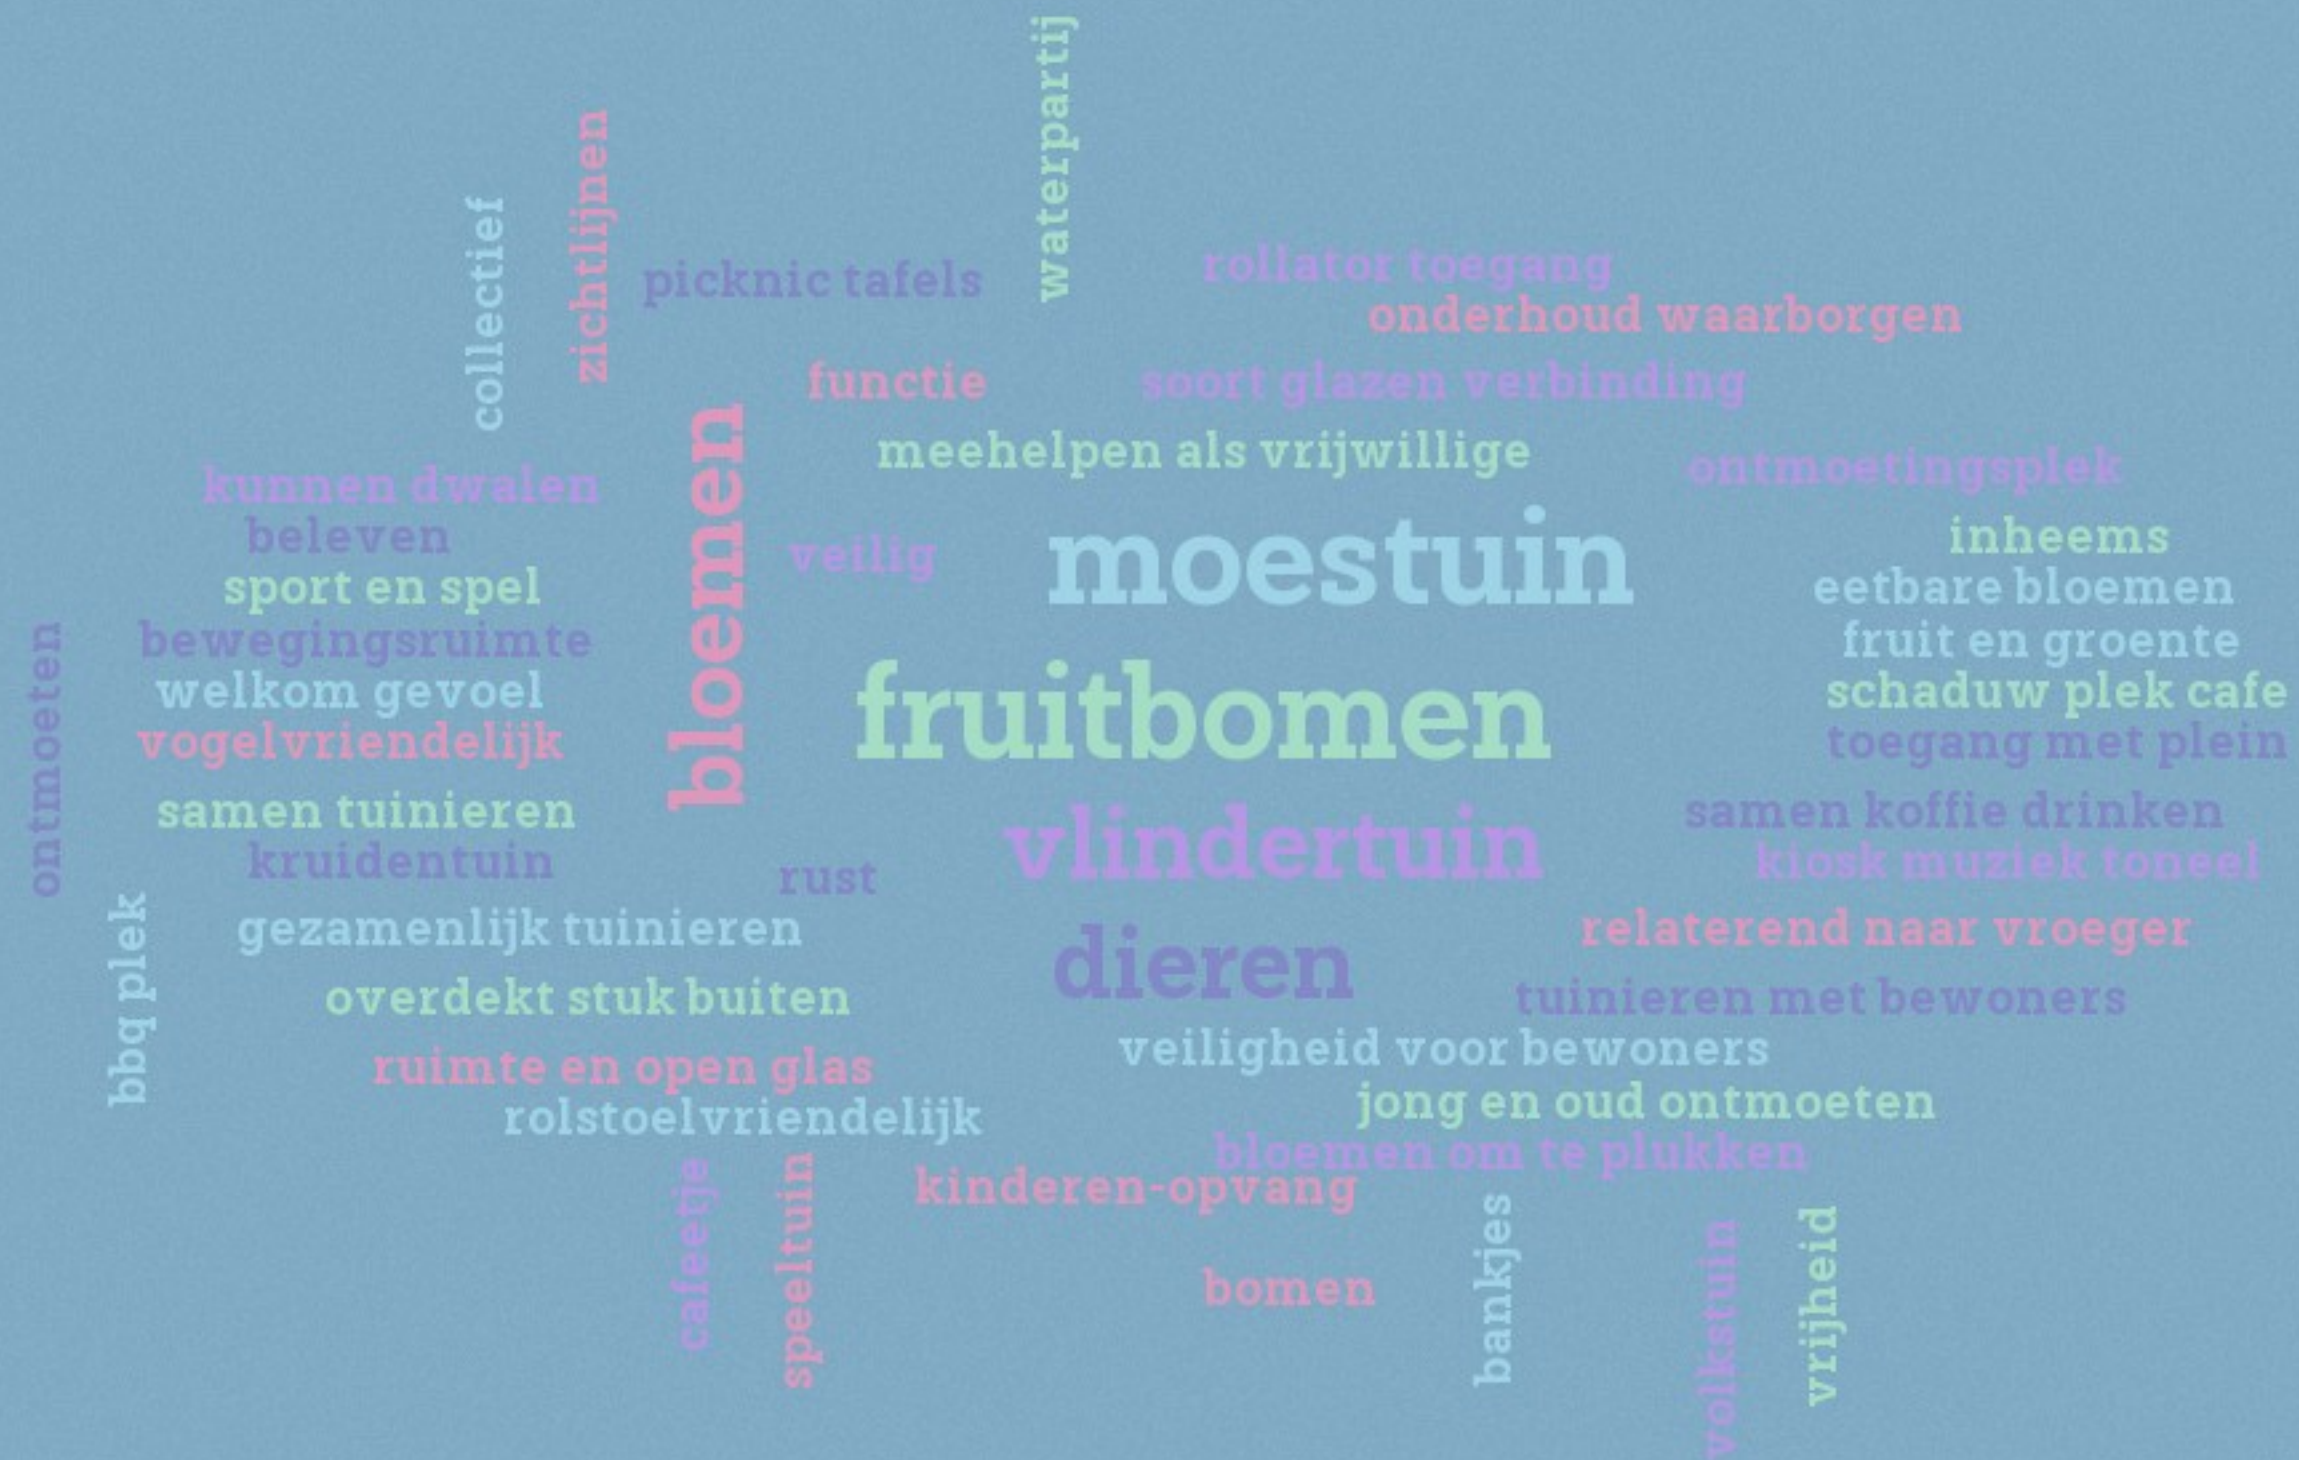 waterpartij
zichtlijnen
collectief
picknic tafels
rollator toegang
onderhoud waarborgen
functie
soort glazen verbinding
bloemen
meehelpen als vrijwillige
ontmoetingsplek
kunnen dwalen
beleven
veilig
moestuin
inheems
sport en spel
eetbare bloemen
bewegingsruimte
fruit en groente
ontmoeten
welkom gevoel
fruitbomen
schaduw plek cafe
vogelvriendelijk
toegang met plein
samen tuinieren
vlindertuin
samen koffie drinken
kruidentuin
rust
kiosk muziek toneel
bbq plek
gezamenlijk tuinieren
dieren
relaterend naar vroeger
overdekt stuk buiten
tuinieren met bewoners
veiligheid voor bewoners
ruimte en open glas
jong en oud ontmoeten
rolstoelvriendelijk
bloemen om te plukken
cafeetje
speeltuin
kinderen-opvang
bankjes
bomen
volkstuin
vrijheid